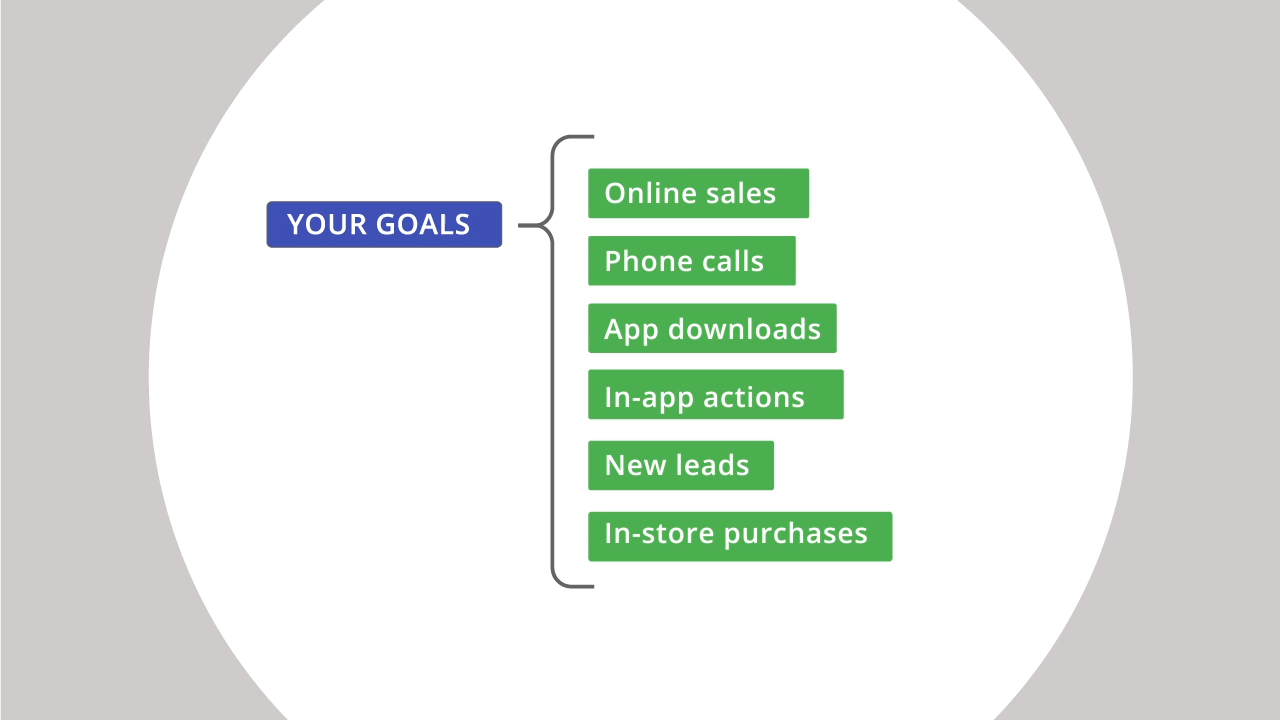 YOUR GOALS
Online sales
Phone calls
App downloads
In-app actions
New leads
In-store purchases